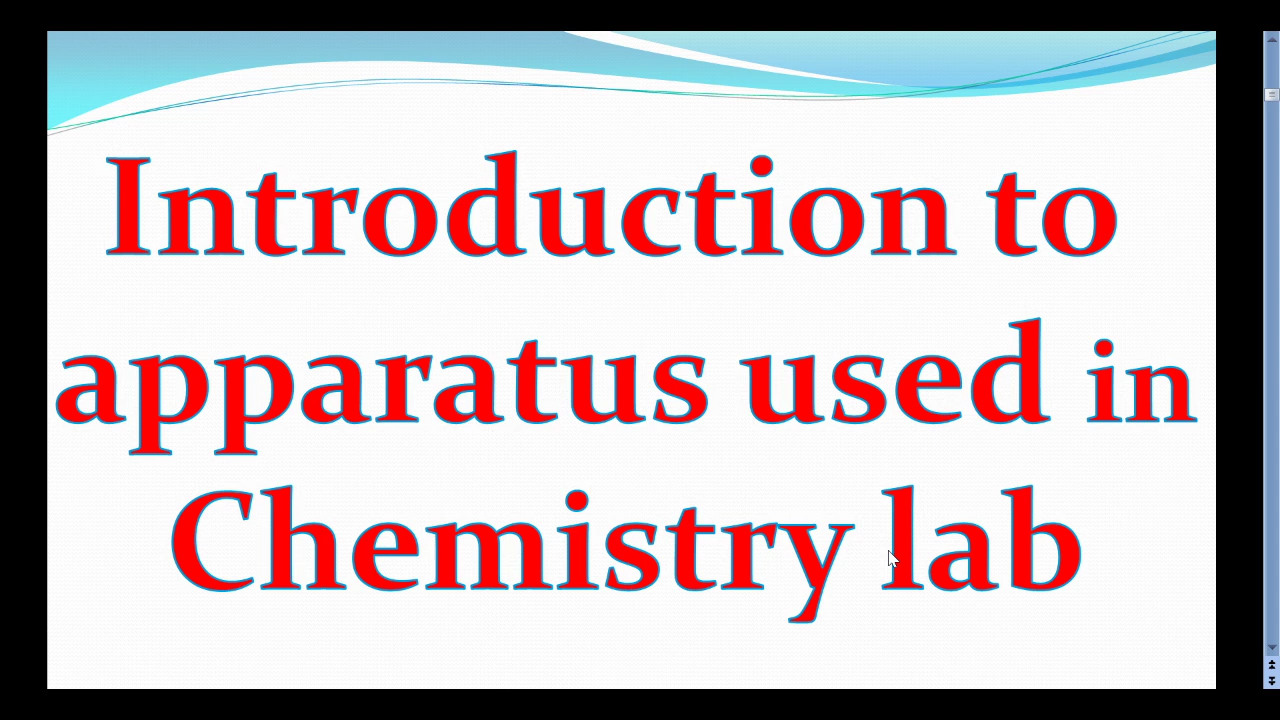 Introduction to
apparatus used in
Chemistry lab